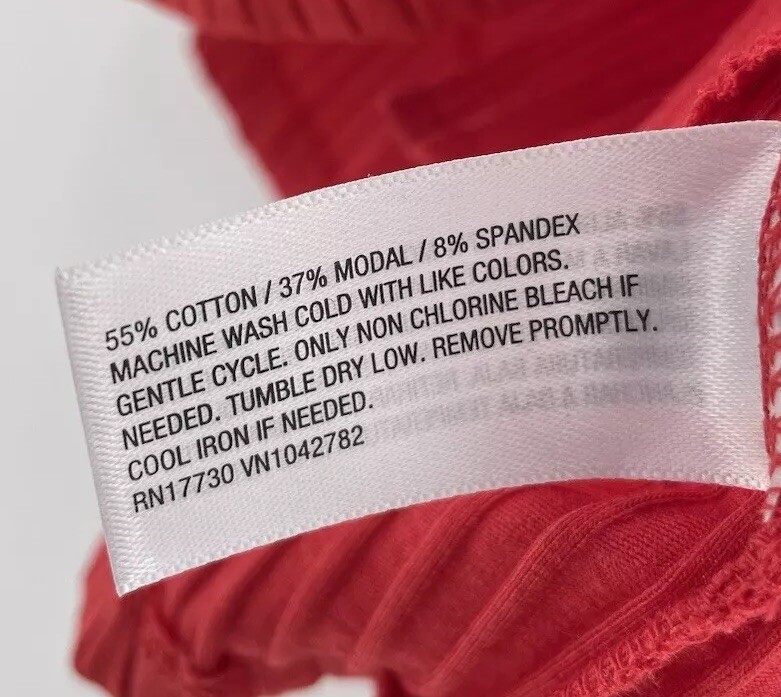 55% COTTON / 37% MODAL / 8% SPANDEX
MACHINE WASH COLD WITH LIKE COLORS.
GENTLE CYCLE. ONLY NON CHLORINE BLEACH IF
NEEDED. TUMBLE DRY LOW. REMOVE PROMPTLY.
COOL IRON IF NEEDED.
RN17730 VN1042782